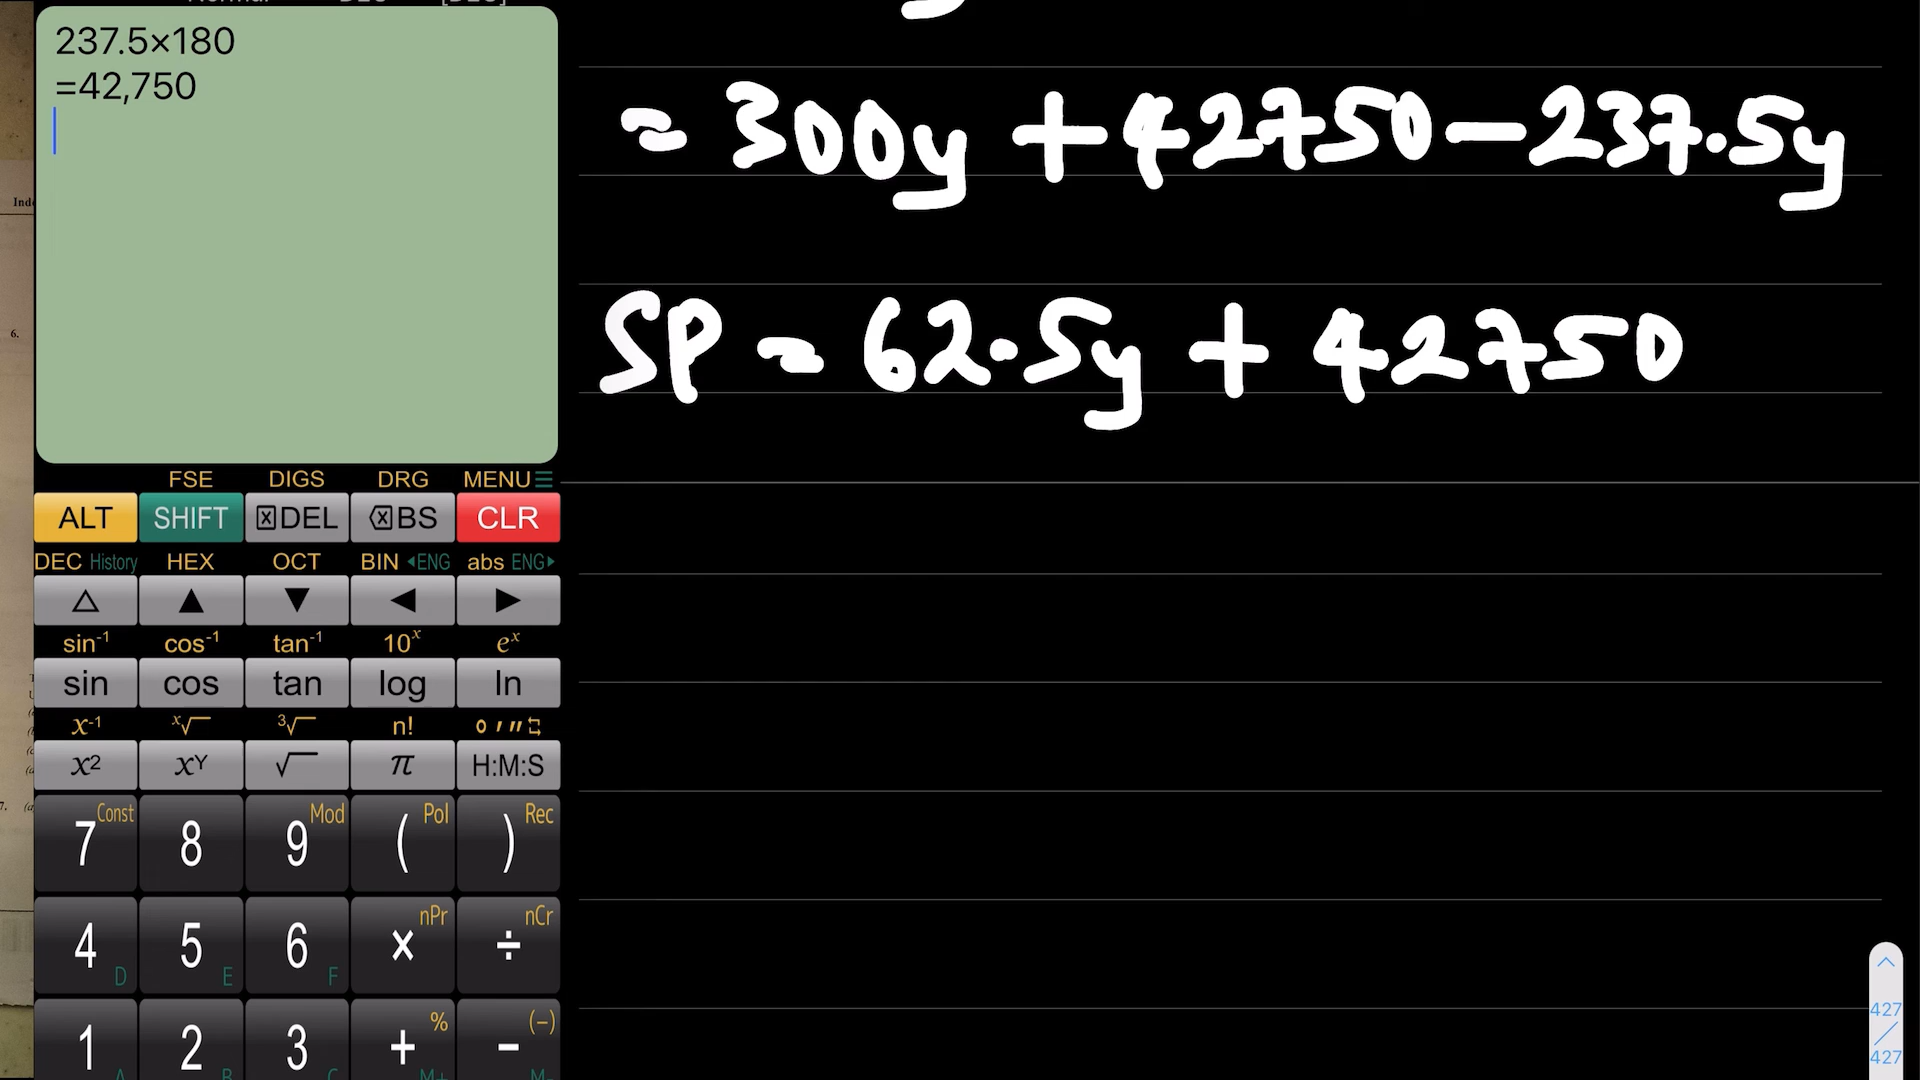 237.5×180
=42,750
= 300y + 42750 - 237.5y
SP = 62.5y + 42750
FSE DIGS DRG MENU
ALT SHIFT DEL BS CLR
DEC History HEX OCT BIN ENG abs ENG
sin-1 cos-1 tan-1 10x ex
sin cos tan log ln
x-1 x√ 3√ n! o ′ ″
x2 xY √ π H:M:S
Const Mod Pol Rec
7 8 9 ( )
nPr nCr
4 5 6 × ÷
D E F
% (−)
1 2 3 + −
6.
427
427